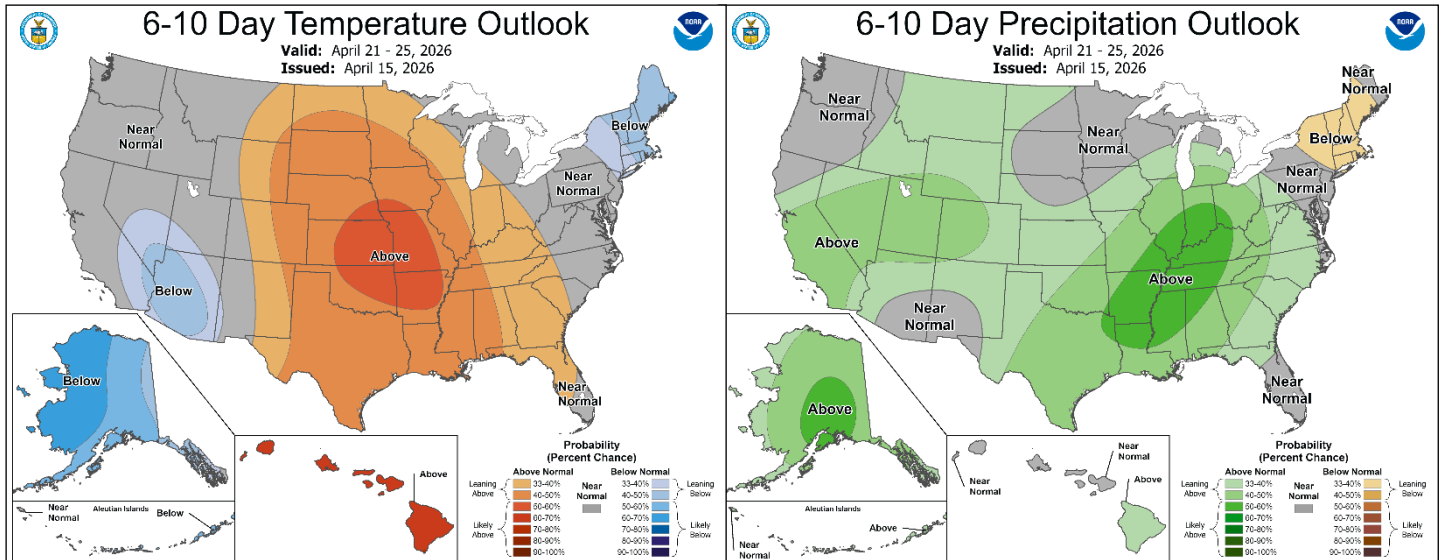 6-10 Day Temperature Outlook
Valid: April 21 - 25, 2026
Issued: April 15, 2026
NOAA
Near
Normal
Below
Near
Normal
Above
Below
Near
Normal
Below
Above
Near
Normal
Aleutian Islands
Below
Probability
(Percent Chance)
Above Normal
Near
Normal
Below Normal
Leaning
Above
33-40%
40-50%
Likely
Above
50-60%
60-70%
70-80%
80-90%
90-100%
33-40%
40-50%
Leaning
Below
50-60%
60-70%
70-80%
80-90%
90-100%
Likely
Below
6-10 Day Precipitation Outlook
Valid: April 21 - 25, 2026
Issued: April 15, 2026
NOAA
Near
Normal
Near
Normal
Near
Normal
Below
Near
Normal
Above
Above
Near
Normal
Near
Normal
Above
Near
Normal
Near
Normal
Above
Aleutian Islands
Above
Near
Normal
Probability
(Percent Chance)
Above Normal
Near
Normal
Below Normal
Leaning
Above
33-40%
40-50%
Likely
Above
50-60%
60-70%
70-80%
80-90%
90-100%
33-40%
40-50%
Leaning
Below
50-60%
60-70%
70-80%
80-90%
90-100%
Likely
Below